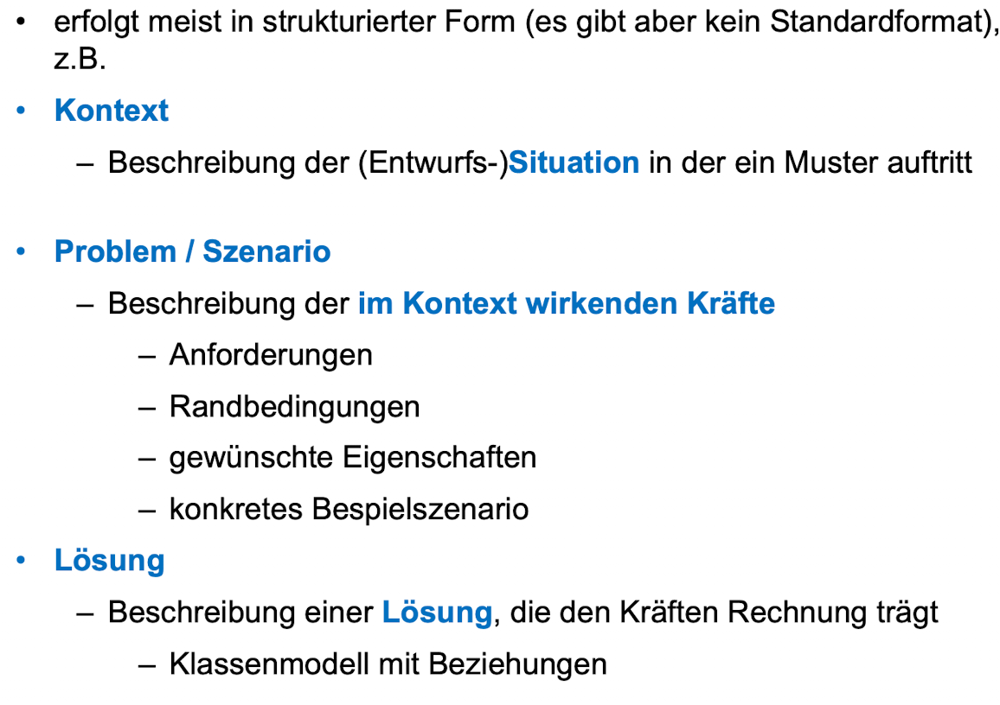 • erfolgt meist in strukturierter Form (es gibt aber kein Standardformat),
z.B.
• Kontext
– Beschreibung der (Entwurfs-)Situation in der ein Muster auftritt
• Problem / Szenario
– Beschreibung der im Kontext wirkenden Kräfte
– Anforderungen
– Randbedingungen
– gewünschte Eigenschaften
– konkretes Bespielszenario
• Lösung
– Beschreibung einer Lösung, die den Kräften Rechnung trägt
– Klassenmodell mit Beziehungen